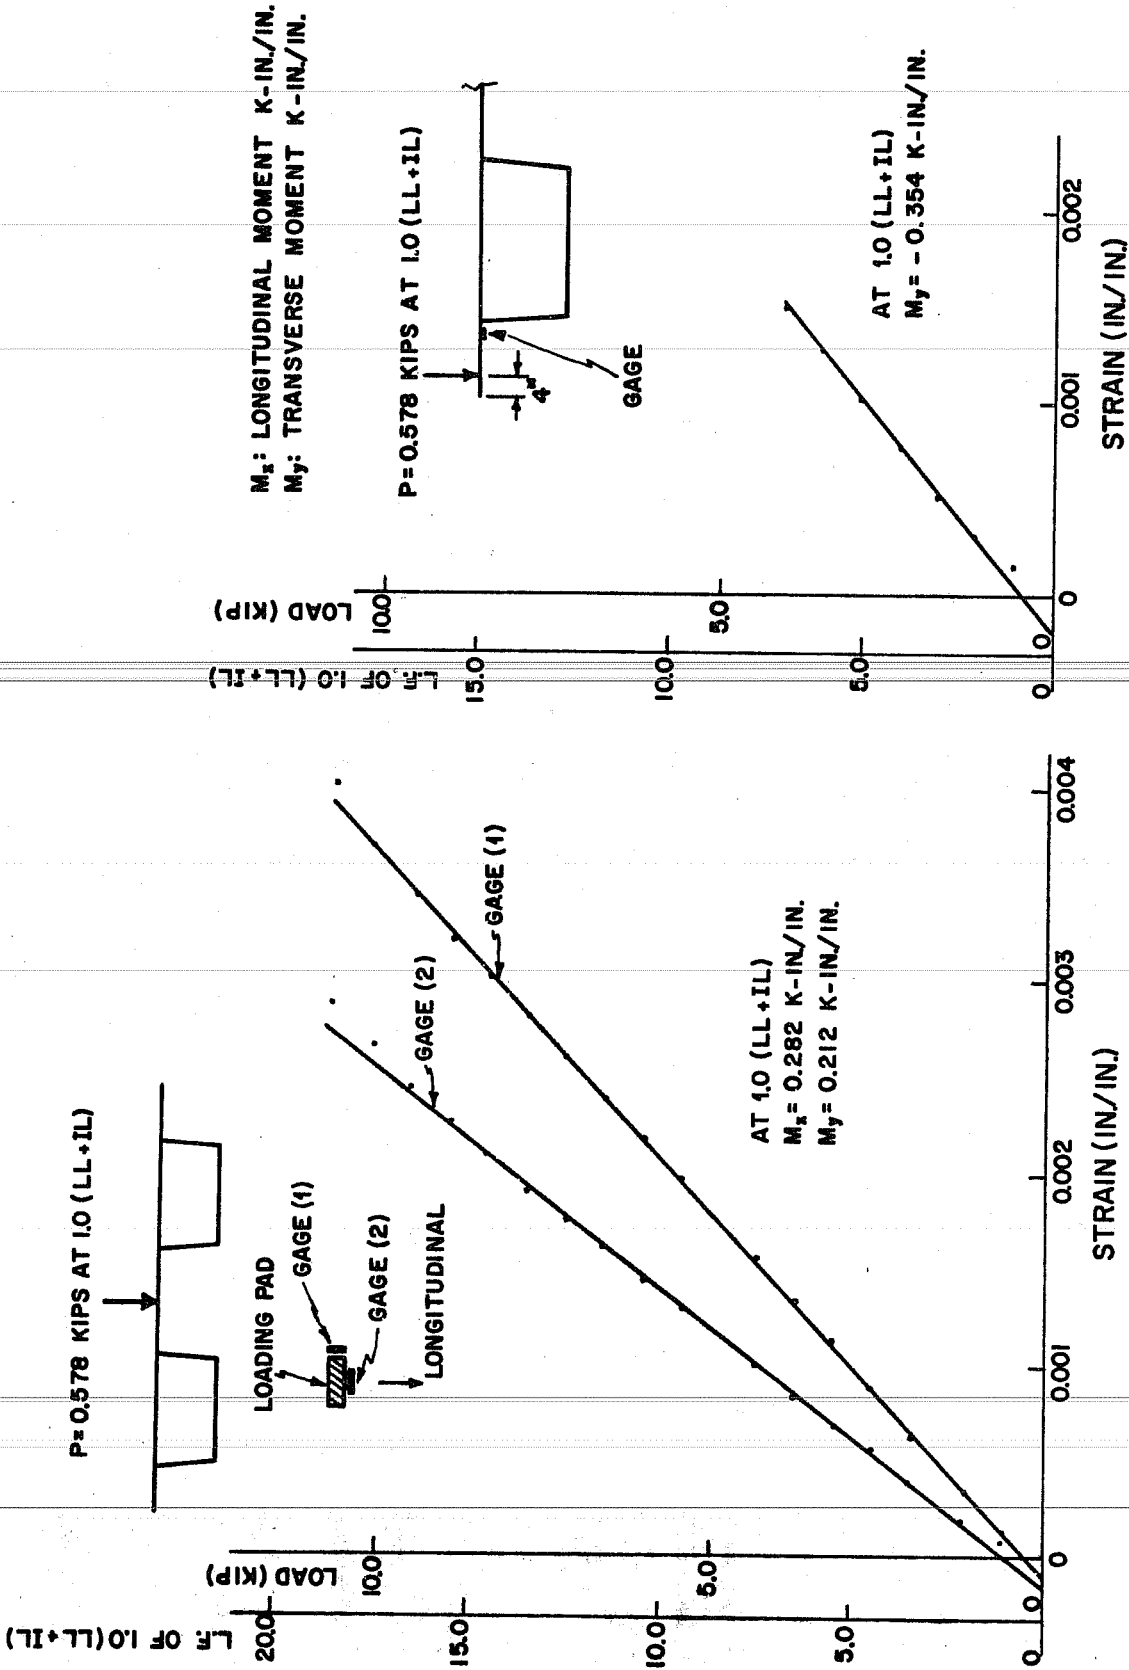 P=0.578 KIPS AT 1.0 (LL+IL)
LOADING PAD
GAGE (1)
GAGE (2)
LONGITUDINAL
L.F. OF 1.0 (LL+IL)
LOAD (KIP)
20.0
15.0
10.0
5.0
0
10.0
5.0
0
GAGE (2)
GAGE (1)
AT 1.0 (LL+IL)
Mx= 0.282 K-IN./IN.
My= 0.212 K-IN./IN.
0
0.001
0.002
0.003
0.004
STRAIN (IN./IN.)
Mx: LONGITUDINAL MOMENT K-IN./IN.
My: TRANSVERSE MOMENT K-IN./IN.
P=0.578 KIPS AT 1.0 (LL+IL)
4"
GAGE
L.F. OF 1.0 (LL+IL)
LOAD (KIP)
15.0
10.0
5.0
0
10.0
5.0
0
AT 1.0 (LL+IL)
My= -0.354 K-IN./IN.
0
0.001
0.002
STRAIN (IN./IN.)